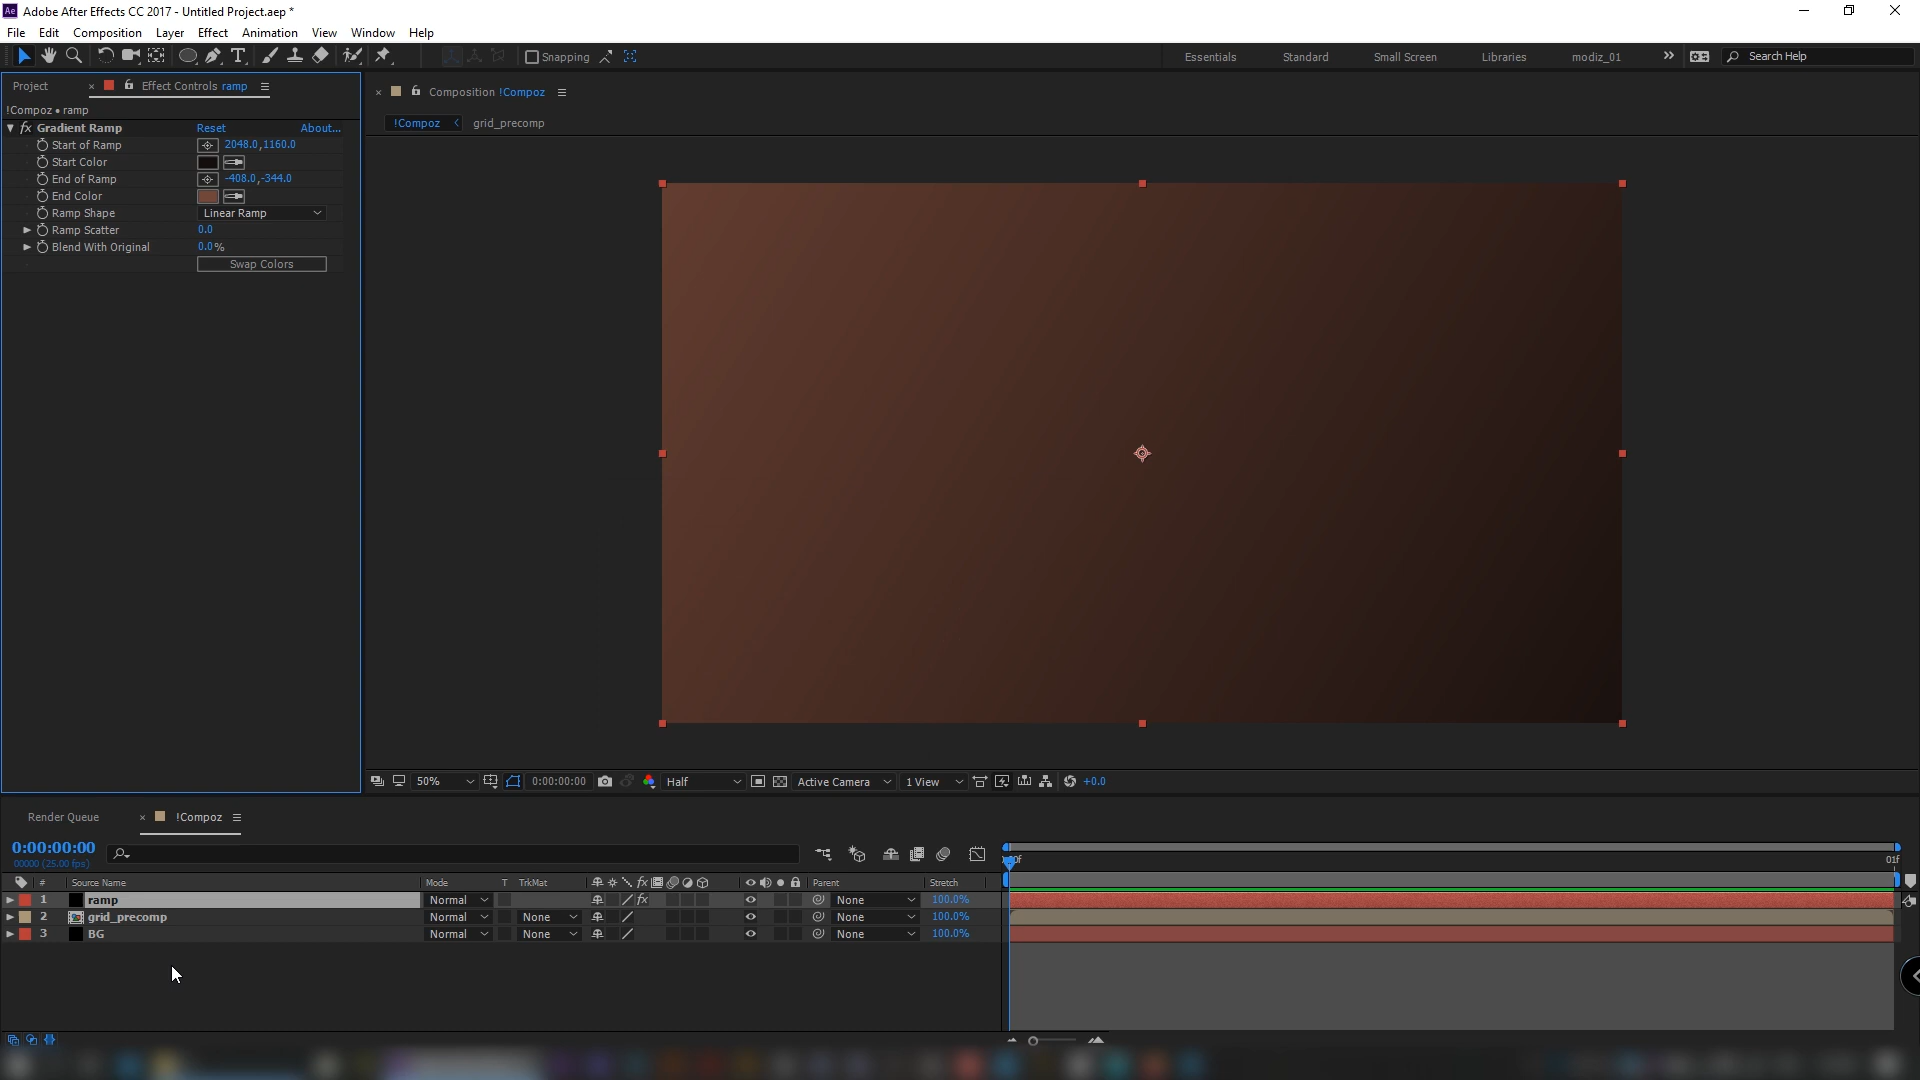 Ae Adobe After Effects CC 2017 - Untitled Project.aep *
File Edit Composition Layer Effect Animation View Window Help
T Snapping Essentials Standard Small Screen Libraries modiz_01 >> Search Help
Project × Effect Controls ramp
× Composition !Compoz
!Compoz • ramp
!Compoz < grid_precomp
fx Gradient Ramp Reset About...
Start of Ramp 2048.0,1160.0
Start Color
End of Ramp -408.0,-344.0
End Color
Ramp Shape Linear Ramp
Ramp Scatter 0.0
Blend With Original 0.0%
Swap Colors
50% 0:00:00:00 Half Active Camera 1 View +0.0
Render Queue × !Compoz
0:00:00:00
00000 (25.00 fps)
01f
# Source Name Mode T TrkMat fx Parent Stretch
1 ramp Normal fx None 100.0%
2 grid_precomp Normal None None 100.0%
3 BG Normal None None 100.0%